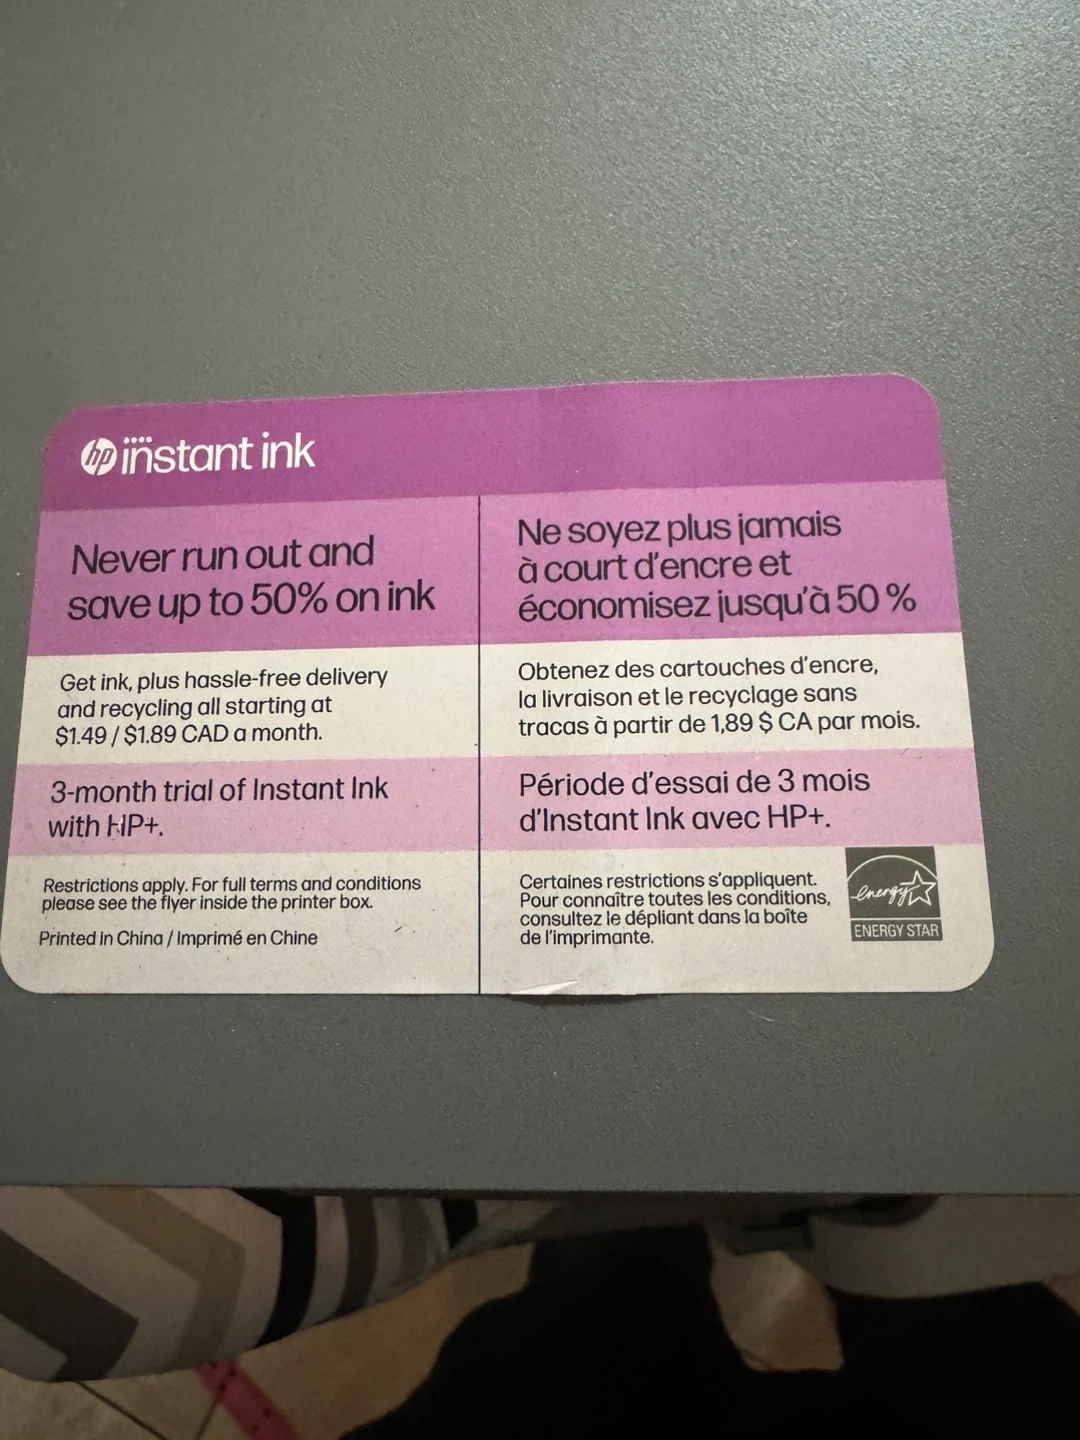 hp instant ink
Never run out and
save up to 50% on ink
Get ink, plus hassle-free delivery
and recycling all starting at
$1.49 / $1.89 CAD a month.
3-month trial of Instant Ink
with HP+.
Restrictions apply. For full terms and conditions
please see the flyer inside the printer box.
Printed in China / Imprimé en Chine
Ne soyez plus jamais
à court d'encre et
économisez jusqu'à 50 %
Obtenez des cartouches d'encre,
la livraison et le recyclage sans
tracas à partir de 1,89 $ CA par mois.
Période d'essai de 3 mois
d'Instant Ink avec HP+.
Certaines restrictions s'appliquent.
Pour connaître toutes les conditions,
consultez le dépliant dans la boîte
de l'imprimante.
energy
ENERGY STAR